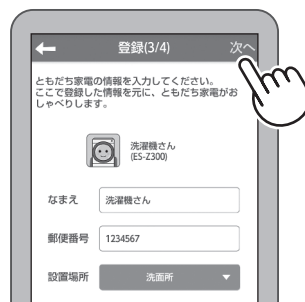 登録(3/4)
次へ
ともだち家電の情報を入力してください。
ここで登録した情報を元に、ともだち家電がお
しゃべりします。
洗濯機さん
(ES-Z300)
なまえ
洗濯機さん
郵便番号
1234567
設置場所
洗面所